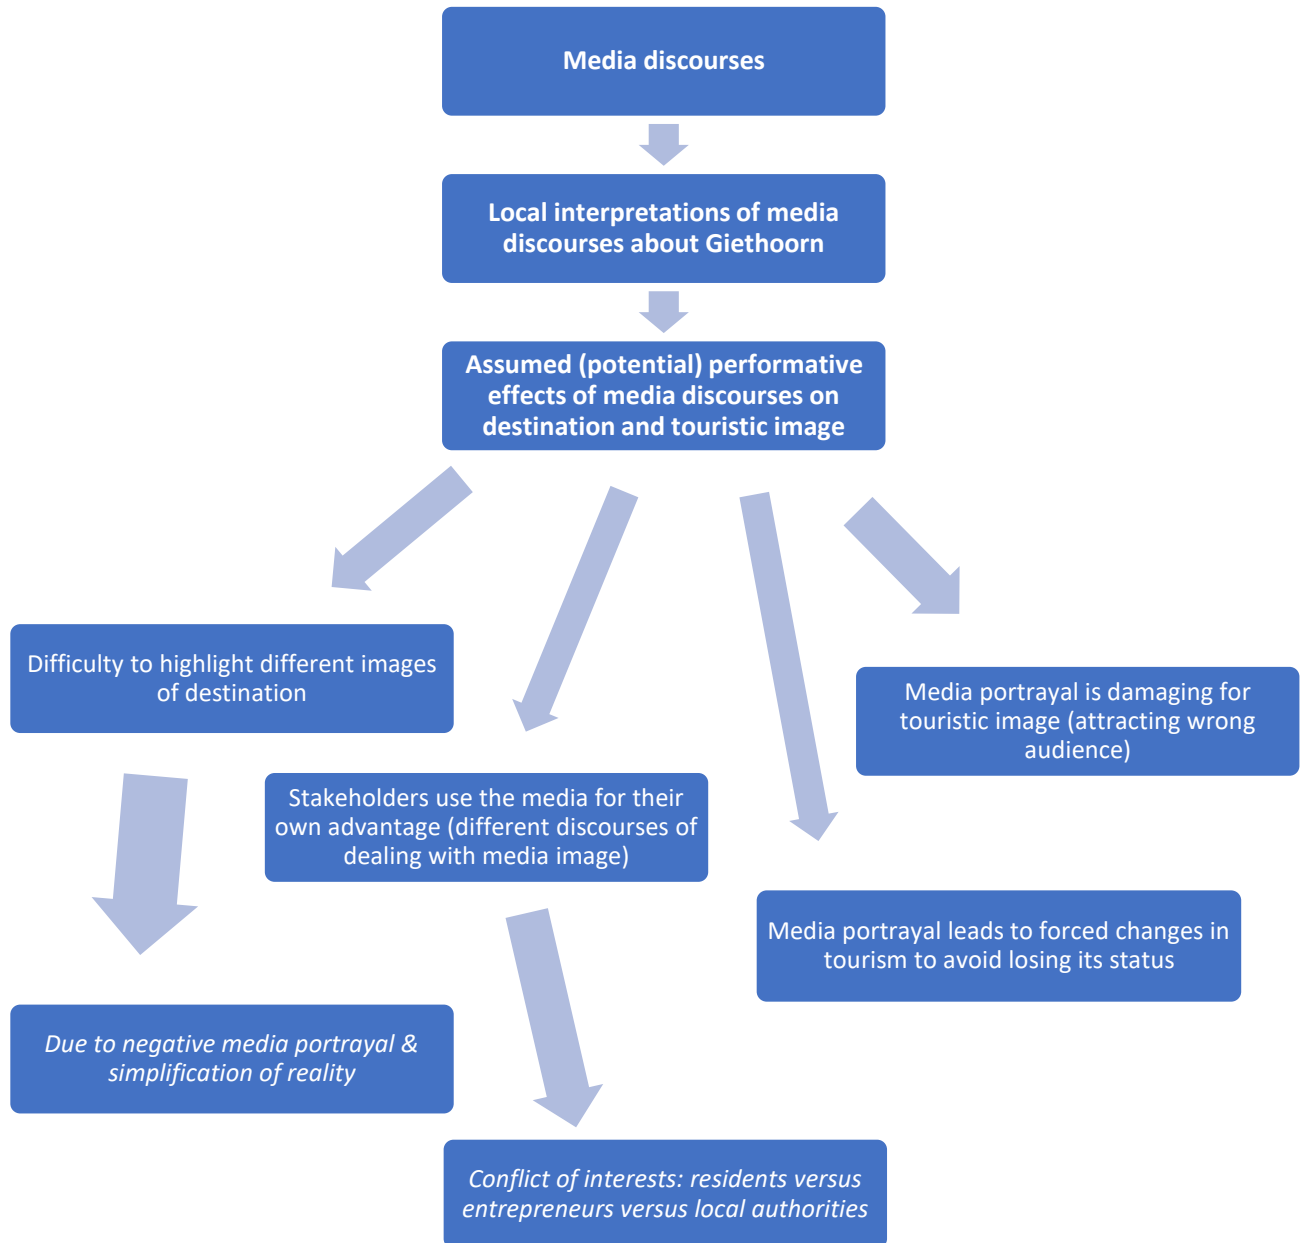 Media discourses
Local interpretations of media
discourses about Giethoorn
Assumed (potential) performative
effects of media discourses on
destination and touristic image
Difficulty to highlight different images
of destination
Media portrayal is damaging for
touristic image (attracting wrong
audience)
Stakeholders use the media for their
own advantage (different discourses of
dealing with media image)
Media portrayal leads to forced changes in
tourism to avoid losing its status
Due to negative media portrayal &
simplification of reality
Conflict of interests: residents versus
entrepreneurs versus local authorities